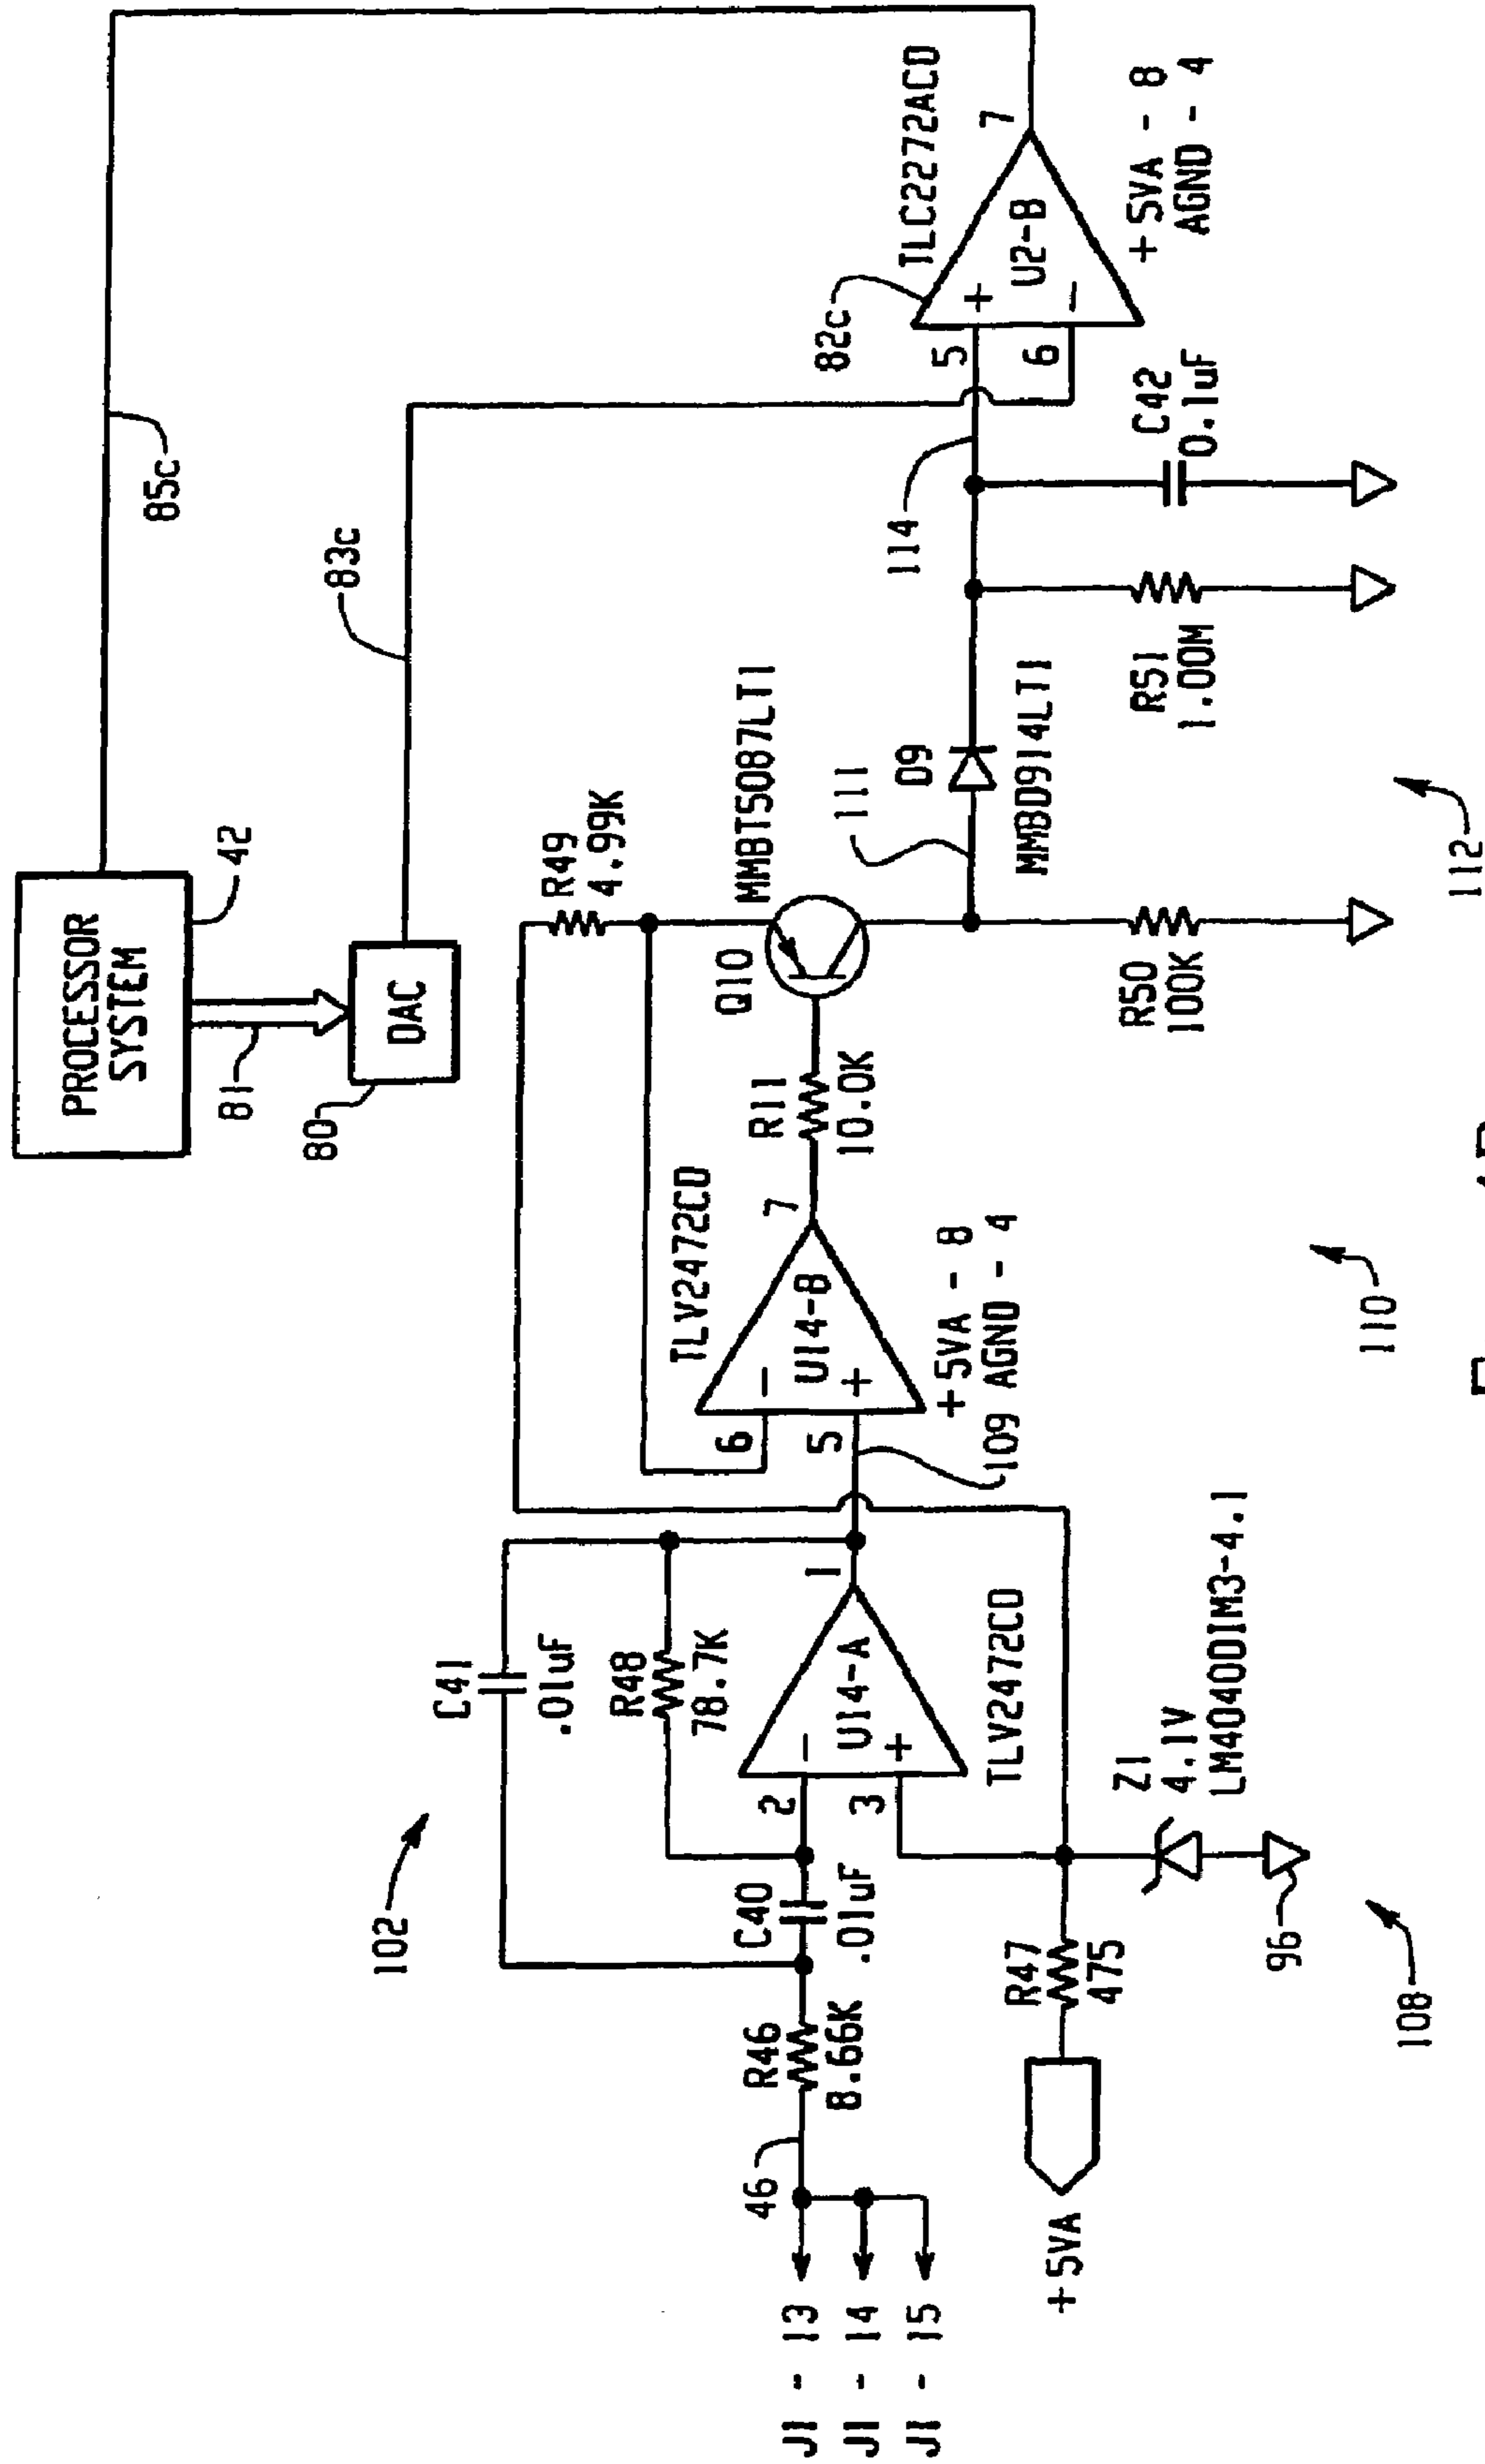 PROCESSOR
SYSTEM
42
81
80
DAC
83c
85c
R49
4.99K
102
C41
.01uF
R48
78.7K
TLV2472CD
6
5
U14-B
7
+5VA - 8
109 AGND - 4
R11
10.0K
Q10
MMBT5087LT1
111
D9
MMBD914LT1
114
82c
TLC2272ACD
5
6
U2-B
7
+5VA - 8
AGND - 4
C42
0.1uF
R51
1.00M
R50
100K
112
110
46
R46
8.66K
C40
.01uF
2
3
U14-A
1
TLV2472CD
J1 - 13
J1 - 14
J1 - 15
+5VA
R47
475
Z1
4.1V
LM4040DIM3-4.1
96
108